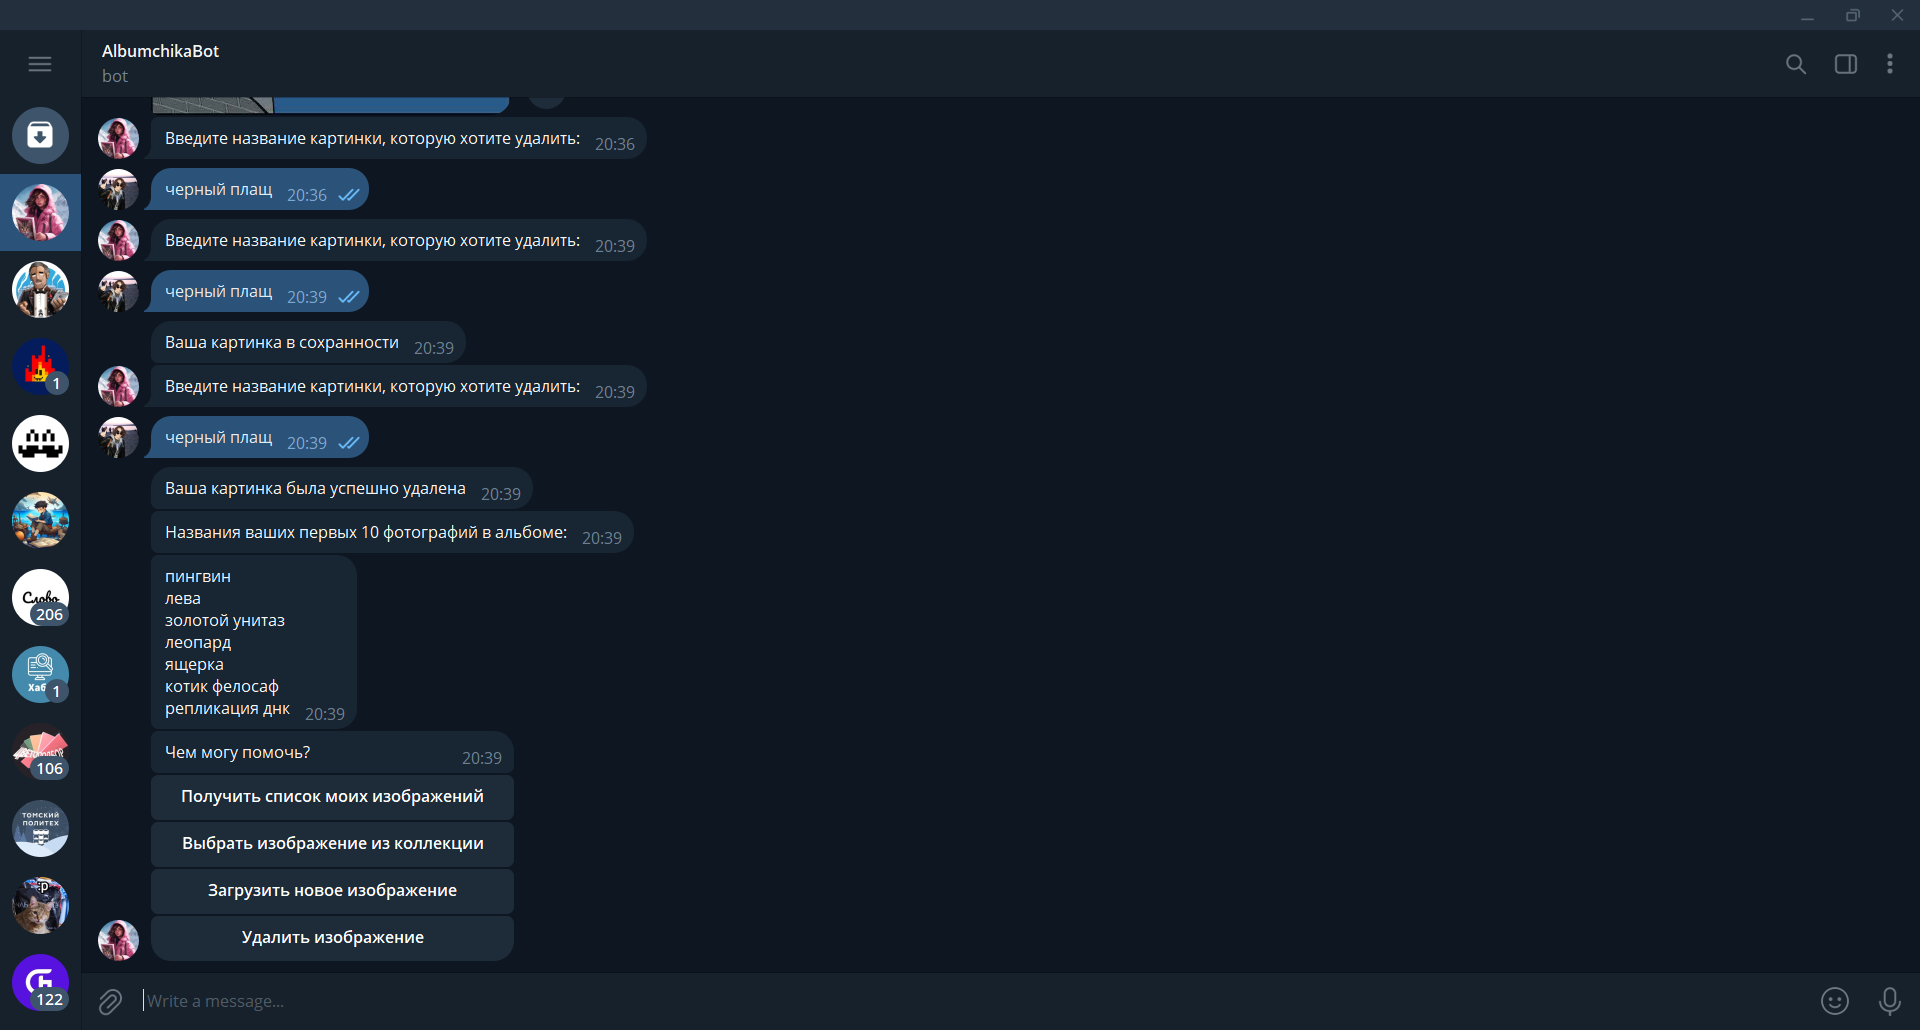 AlbumchikaBot
bot
Введите название картинки, которую хотите удалить: 20:36
черный плащ 20:36
Введите название картинки, которую хотите удалить: 20:39
черный плащ 20:39
Ваша картинка в сохранности 20:39
Введите название картинки, которую хотите удалить: 20:39
черный плащ 20:39
Ваша картинка была успешно удалена 20:39
Названия ваших первых 10 фотографий в альбоме: 20:39
пингвин
лева
золотой унитаз
леопард
ящерка
котик фелосаф
репликация днк 20:39
Чем могу помочь? 20:39
Получить список моих изображений
Выбрать изображение из коллекции
Загрузить новое изображение
Удалить изображение
Write a message...
1
Слово
206
Хаб
1
106
ТОМСКИЙ
ПОЛИТЕХ
:p
122